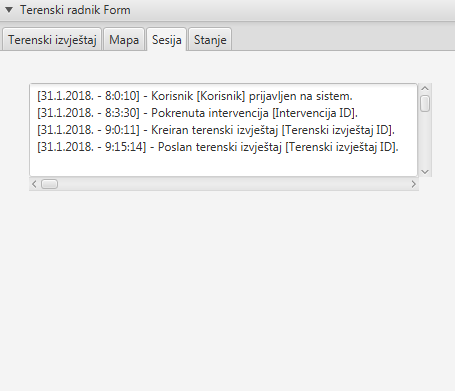 Terenski radnik Form
Terenski izvještaj Mapa Sesija Stanje
[31.1.2018. - 8:0:10] - Korisnik [Korisnik] prijavljen na sistem.
[31.1.2018. - 8:3:30] - Pokrenuta intervencija [Intervencija ID].
[31.1.2018. - 9:0:11] - Kreiran terenski izvještaj [Terenski izvještaj ID].
[31.1.2018. - 9:15:14] - Poslan terenski izvještaj [Terenski izvještaj ID].